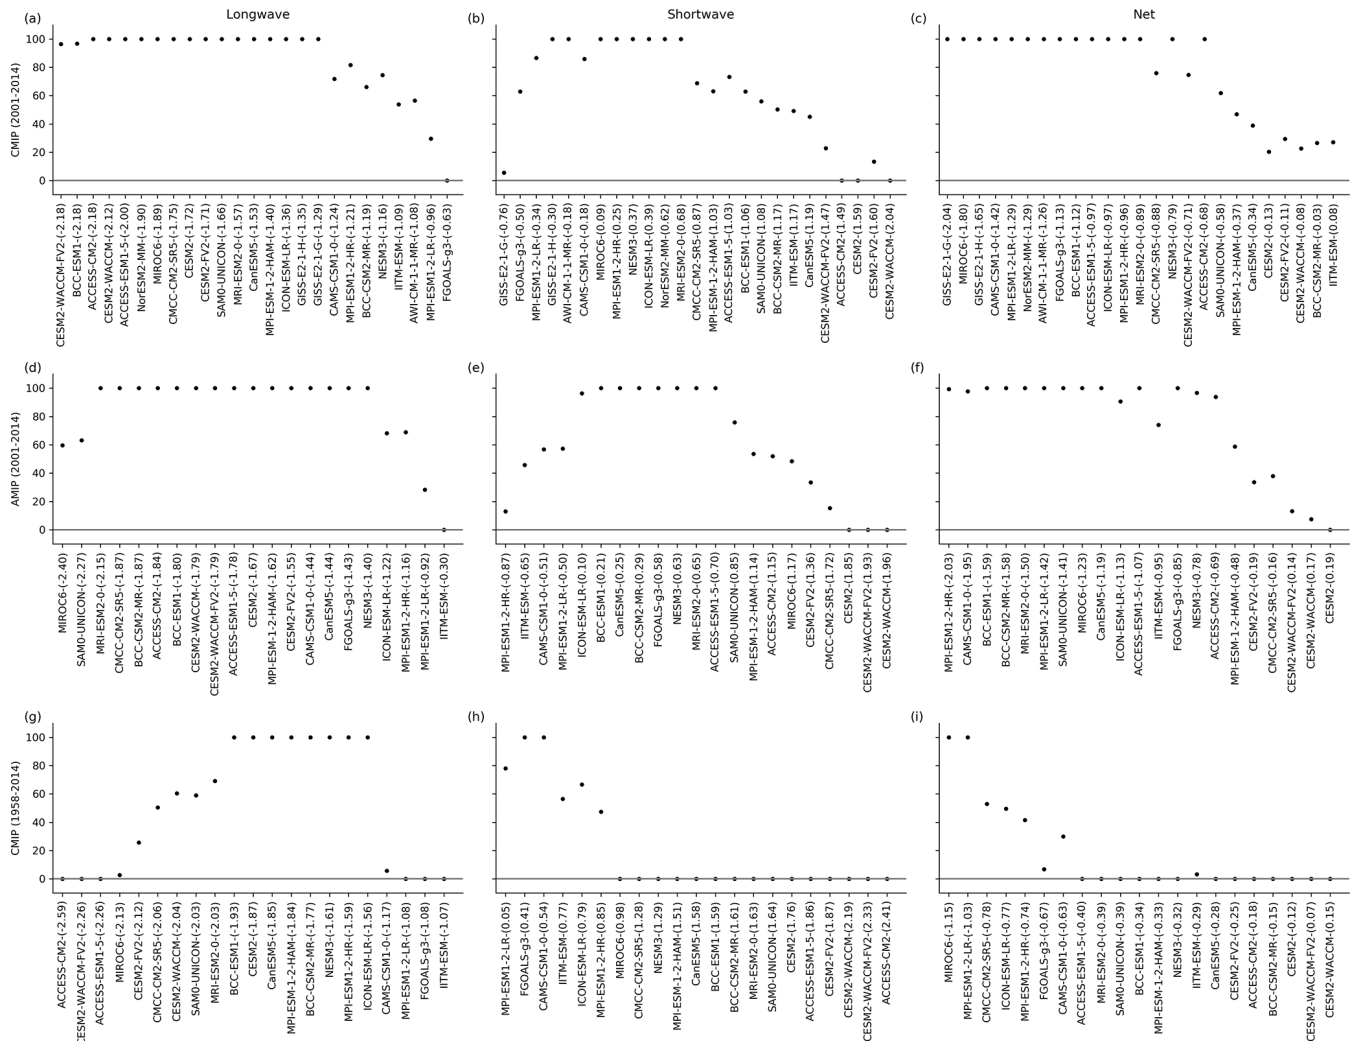 (a)
Longwave
(b)
Shortwave
(c)
Net
CMIP (2001-2014)
100
80
60
40
20
0
CESM2-WACCM-FV2-(-2.18)
BCC-ESM1-(-2.18)
ACCESS-CM2-(-2.18)
CESM2-WACCM-(-2.12)
ACCESS-ESM1-5-(-2.00)
NorESM2-MM-(-1.90)
MIROC6-(-1.89)
CMCC-CM2-SR5-(-1.75)
CESM2-(-1.72)
CESM2-FV2-(-1.71)
SAM0-UNICON-(-1.66)
MRI-ESM2-0-(-1.57)
CanESM5-(-1.53)
MPI-ESM-1-2-HAM-(-1.40)
ICON-ESM-LR-(-1.36)
GISS-E2-1-H-(-1.35)
GISS-E2-1-G-(-1.29)
CAMS-CSM1-0-(-1.24)
MPI-ESM1-2-HR-(-1.21)
BCC-CSM2-MR-(-1.19)
NESM3-(-1.16)
IITM-ESM-(-1.09)
AWI-CM-1-1-MR-(-1.08)
MPI-ESM1-2-LR-(-0.96)
FGOALS-g3-(-0.63)
GISS-E2-1-G-(-0.76)
FGOALS-g3-(-0.50)
MPI-ESM1-2-LR-(-0.34)
GISS-E2-1-H-(-0.30)
AWI-CM-1-1-MR-(-0.18)
CAMS-CSM1-0-(-0.18)
MIROC6-(0.09)
MPI-ESM1-2-HR-(0.25)
NESM3-(0.37)
ICON-ESM-LR-(0.39)
NorESM2-MM-(0.62)
MRI-ESM2-0-(0.68)
CMCC-CM2-SR5-(0.87)
MPI-ESM-1-2-HAM-(1.03)
ACCESS-ESM1-5-(1.03)
BCC-ESM1-(1.06)
SAM0-UNICON-(1.08)
BCC-CSM2-MR-(1.17)
IITM-ESM-(1.17)
CanESM5-(1.19)
CESM2-WACCM-FV2-(1.47)
ACCESS-CM2-(1.49)
CESM2-(1.59)
CESM2-FV2-(1.60)
CESM2-WACCM-(2.04)
GISS-E2-1-G-(-2.04)
MIROC6-(-1.80)
GISS-E2-1-H-(-1.65)
CAMS-CSM1-0-(-1.42)
MPI-ESM1-2-LR-(-1.29)
NorESM2-MM-(-1.29)
AWI-CM-1-1-MR-(-1.26)
FGOALS-g3-(-1.13)
BCC-ESM1-(-1.12)
ACCESS-ESM1-5-(-0.97)
ICON-ESM-LR-(-0.97)
MPI-ESM1-2-HR-(-0.96)
MRI-ESM2-0-(-0.89)
CMCC-CM2-SR5-(-0.88)
NESM3-(-0.79)
CESM2-WACCM-FV2-(-0.71)
ACCESS-CM2-(-0.68)
SAM0-UNICON-(-0.58)
MPI-ESM-1-2-HAM-(-0.37)
CanESM5-(-0.34)
CESM2-(-0.13)
CESM2-FV2-(-0.11)
CESM2-WACCM-(-0.08)
BCC-CSM2-MR-(-0.03)
IITM-ESM-(0.08)
(d)
(e)
(f)
AMIP (2001-2014)
100
80
60
40
20
0
MIROC6-(-2.40)
SAM0-UNICON-(-2.27)
MRI-ESM2-0-(-2.15)
CMCC-CM2-SR5-(-1.87)
BCC-CSM2-MR-(-1.87)
ACCESS-CM2-(-1.84)
BCC-ESM1-(-1.80)
CESM2-WACCM-(-1.79)
CESM2-WACCM-FV2-(-1.79)
ACCESS-ESM1-5-(-1.78)
CESM2-(-1.67)
MPI-ESM-1-2-HAM-(-1.62)
CESM2-FV2-(-1.55)
CAMS-CSM1-0-(-1.44)
CanESM5-(-1.44)
FGOALS-g3-(-1.43)
NESM3-(-1.40)
ICON-ESM-LR-(-1.22)
MPI-ESM1-2-HR-(-1.16)
MPI-ESM1-2-LR-(-0.92)
IITM-ESM-(-0.30)
MPI-ESM1-2-HR-(-0.87)
IITM-ESM-(-0.65)
CAMS-CSM1-0-(-0.51)
MPI-ESM1-2-LR-(-0.50)
ICON-ESM-LR-(0.10)
BCC-ESM1-(0.21)
CanESM5-(0.25)
BCC-CSM2-MR-(0.29)
FGOALS-g3-(0.58)
NESM3-(0.63)
MRI-ESM2-0-(0.65)
ACCESS-ESM1-5-(0.70)
SAM0-UNICON-(0.85)
MPI-ESM-1-2-HAM-(1.14)
ACCESS-CM2-(1.15)
MIROC6-(1.17)
CESM2-FV2-(1.36)
CMCC-CM2-SR5-(1.72)
CESM2-(1.85)
CESM2-WACCM-FV2-(1.93)
CESM2-WACCM-(1.96)
MPI-ESM1-2-HR-(-2.03)
CAMS-CSM1-0-(-1.95)
BCC-ESM1-(-1.59)
BCC-CSM2-MR-(-1.58)
MRI-ESM2-0-(-1.50)
MPI-ESM1-2-LR-(-1.42)
SAM0-UNICON-(-1.41)
MIROC6-(-1.23)
CanESM5-(-1.19)
ICON-ESM-LR-(-1.13)
ACCESS-ESM1-5-(-1.07)
IITM-ESM-(-0.95)
FGOALS-g3-(-0.85)
NESM3-(-0.78)
ACCESS-CM2-(-0.69)
MPI-ESM-1-2-HAM-(-0.48)
CESM2-FV2-(-0.19)
CMCC-CM2-SR5-(-0.16)
CESM2-WACCM-FV2-(0.14)
CESM2-WACCM-(0.17)
CESM2-(0.19)
(g)
(h)
(i)
CMIP (1958-2014)
100
80
60
40
20
0
ACCESS-CM2-(-2.59)
CESM2-WACCM-FV2-(-2.26)
ACCESS-ESM1-5-(-2.26)
MIROC6-(-2.13)
CESM2-FV2-(-2.12)
CMCC-CM2-SR5-(-2.06)
CESM2-WACCM-(-2.04)
SAM0-UNICON-(-2.03)
MRI-ESM2-0-(-2.03)
BCC-ESM1-(-1.93)
CESM2-(-1.87)
CanESM5-(-1.85)
MPI-ESM-1-2-HAM-(-1.84)
BCC-CSM2-MR-(-1.77)
NESM3-(-1.61)
MPI-ESM1-2-HR-(-1.59)
ICON-ESM-LR-(-1.56)
CAMS-CSM1-0-(-1.17)
MPI-ESM1-2-LR-(-1.08)
FGOALS-g3-(-1.08)
IITM-ESM-(-1.07)
MPI-ESM1-2-LR-(0.05)
FGOALS-g3-(0.41)
CAMS-CSM1-0-(0.54)
IITM-ESM-(0.77)
ICON-ESM-LR-(0.79)
MPI-ESM1-2-HR-(0.85)
MIROC6-(0.98)
CMCC-CM2-SR5-(1.28)
NESM3-(1.29)
MPI-ESM-1-2-HAM-(1.51)
CanESM5-(1.58)
BCC-ESM1-(1.59)
BCC-CSM2-MR-(1.61)
MRI-ESM2-0-(1.63)
SAM0-UNICON-(1.64)
CESM2-(1.76)
ACCESS-ESM1-5-(1.86)
CESM2-FV2-(1.87)
CESM2-WACCM-(2.19)
CESM2-WACCM-FV2-(2.33)
ACCESS-CM2-(2.41)
MIROC6-(-1.15)
MPI-ESM1-2-LR-(-1.03)
CMCC-CM2-SR5-(-0.78)
ICON-ESM-LR-(-0.77)
MPI-ESM1-2-HR-(-0.74)
FGOALS-g3-(-0.67)
CAMS-CSM1-0-(-0.63)
ACCESS-ESM1-5-(-0.40)
MRI-ESM2-0-(-0.39)
SAM0-UNICON-(-0.39)
BCC-ESM1-(-0.34)
MPI-ESM-1-2-HAM-(-0.33)
NESM3-(-0.32)
IITM-ESM-(-0.29)
CanESM5-(-0.28)
CESM2-FV2-(-0.25)
ACCESS-CM2-(-0.18)
BCC-CSM2-MR-(-0.15)
CESM2-(-0.12)
CESM2-WACCM-FV2-(0.07)
CESM2-WACCM-(0.15)